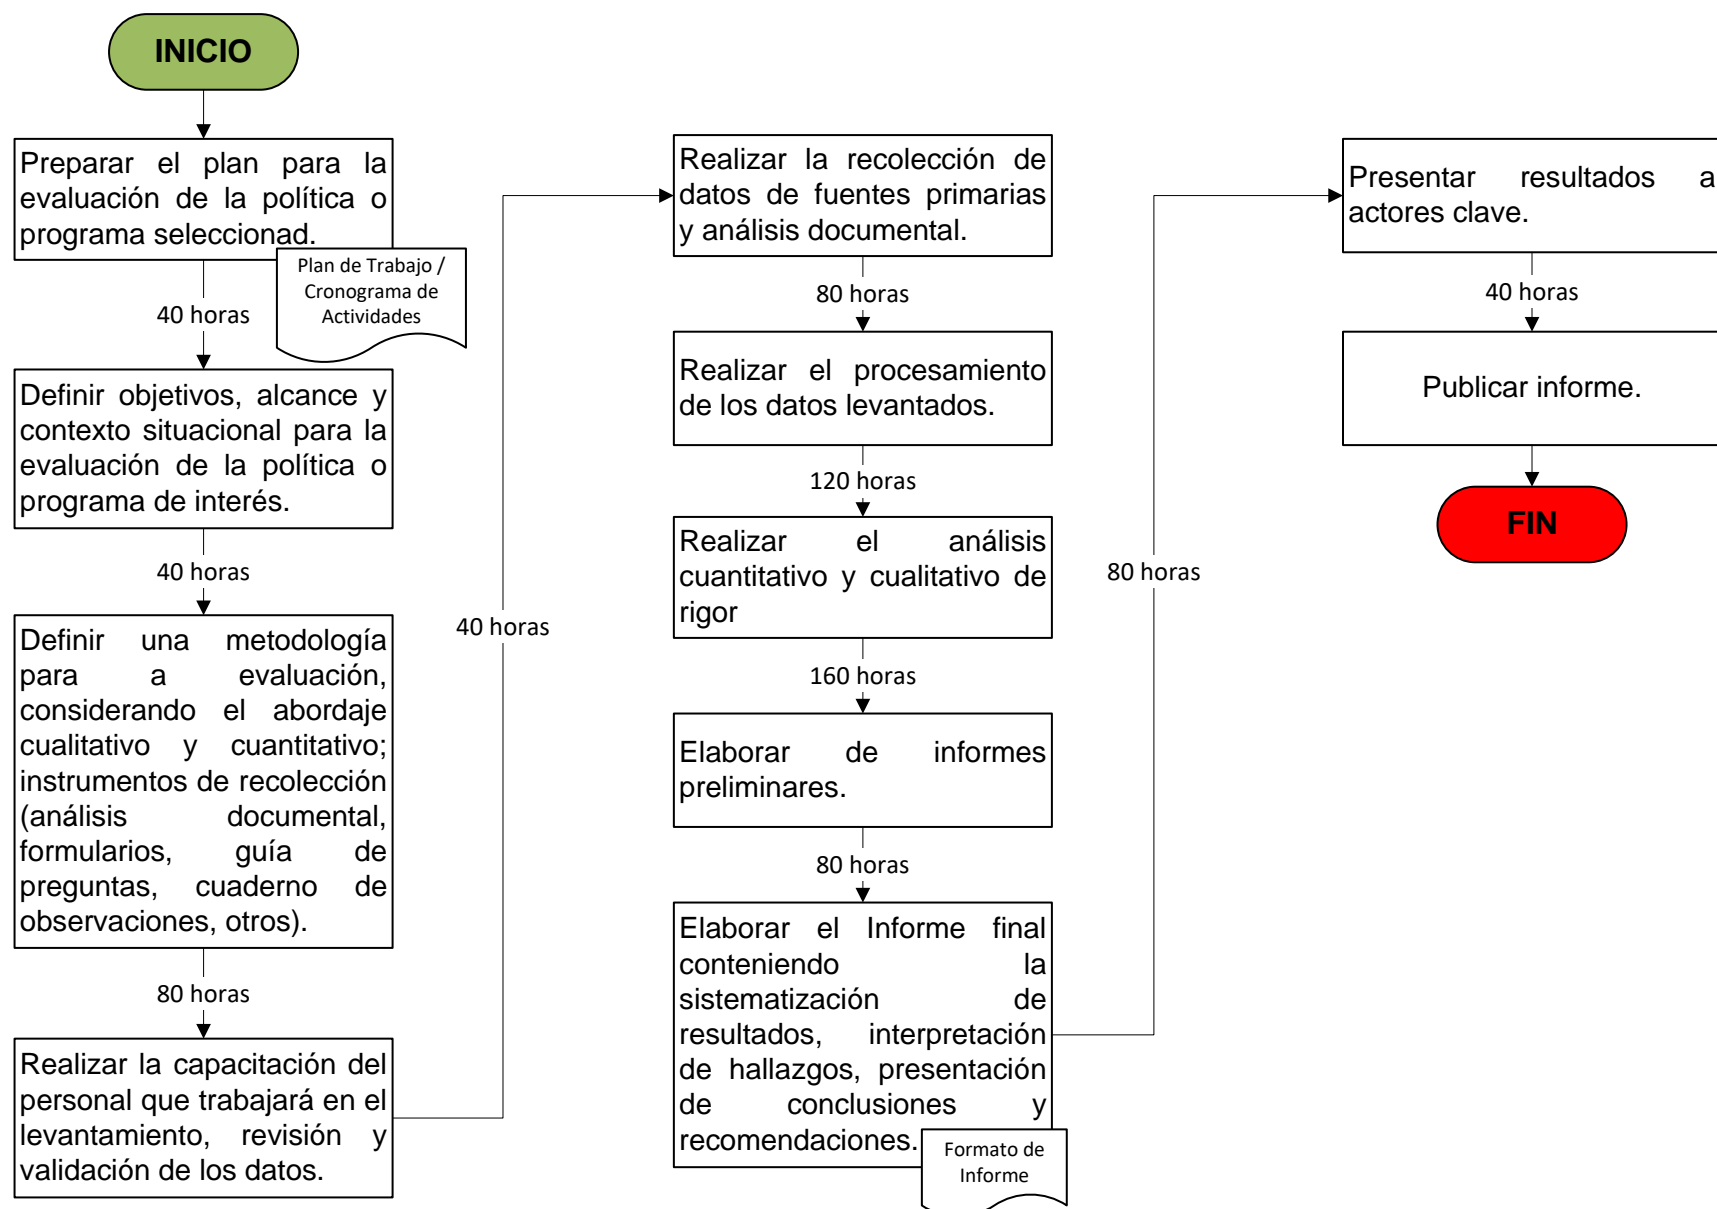 INICIO
Preparar el plan para la
evaluación de la política o
programa seleccionad.
Plan de Trabajo /
Cronograma de
Actividades
40 horas
Definir objetivos, alcance y
contexto situacional para la
evaluación de la política o
programa de interés.
40 horas
Definir una metodología
para a evaluación,
considerando el abordaje
cualitativo y cuantitativo;
instrumentos de recolección
(análisis documental,
formularios, guía de
preguntas, cuaderno de
observaciones, otros).
80 horas
Realizar la capacitación del
personal que trabajará en el
levantamiento, revisión y
validación de los datos.
40 horas
Realizar la recolección de
datos de fuentes primarias
y análisis documental.
80 horas
Realizar el procesamiento
de los datos levantados.
120 horas
Realizar el análisis
cuantitativo y cualitativo de
rigor
160 horas
Elaborar de informes
preliminares.
80 horas
Elaborar el Informe final
conteniendo la
sistematización de
resultados, interpretación
de hallazgos, presentación
de conclusiones y
recomendaciones.
Formato de
Informe
80 horas
Presentar resultados a
actores clave.
40 horas
Publicar informe.
FIN